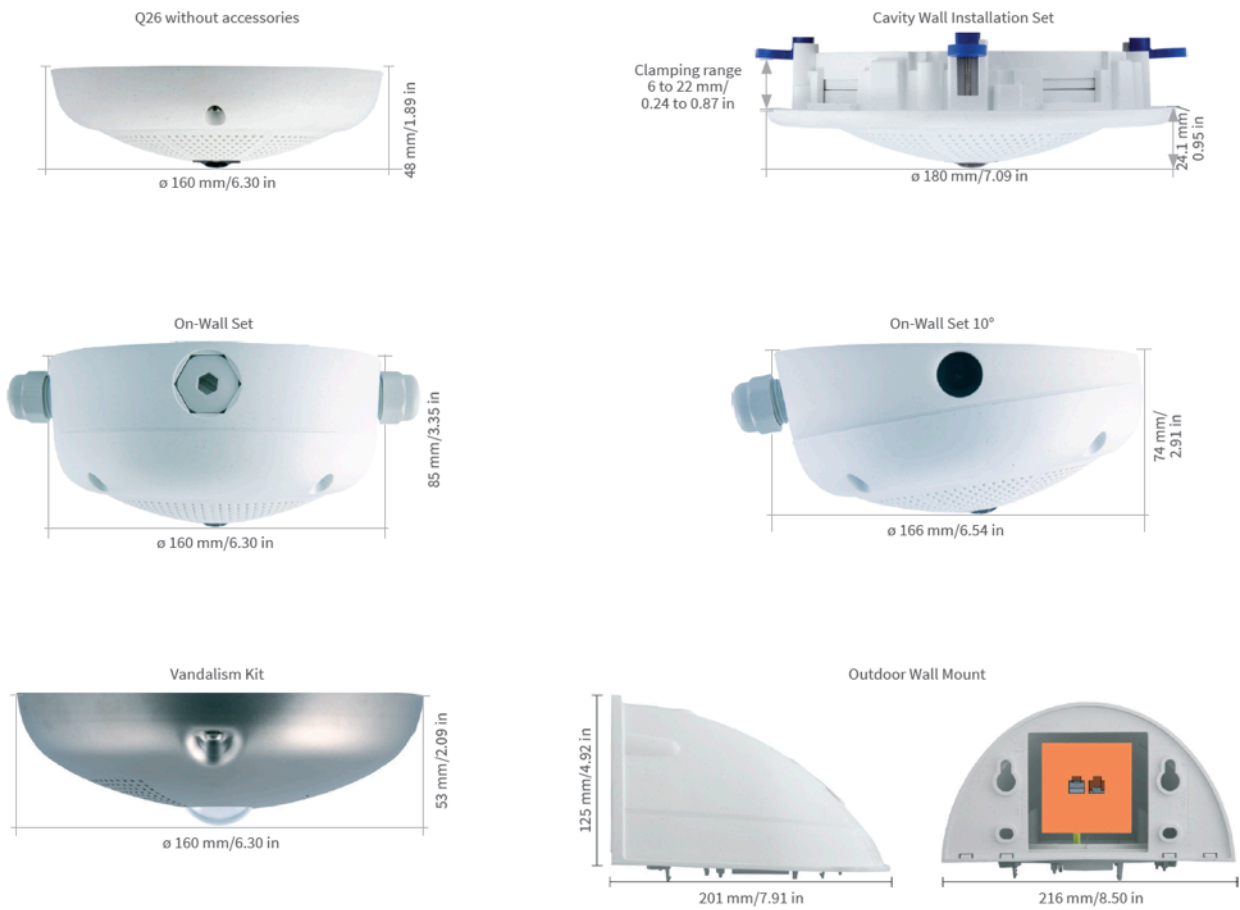 Q26 without accessories
48 mm/1.89 in
ø 160 mm/6.30 in
Cavity Wall Installation Set
Clamping range
6 to 22 mm/
0.24 to 0.87 in
24.1 mm/
0.95 in
ø 180 mm/7.09 in
On-Wall Set
85 mm/3.35 in
ø 160 mm/6.30 in
On-Wall Set 10°
74 mm/
2.91 in
ø 166 mm/6.54 in
Vandalism Kit
53 mm/2.09 in
ø 160 mm/6.30 in
Outdoor Wall Mount
125 mm/4.92 in
201 mm/7.91 in
216 mm/8.50 in